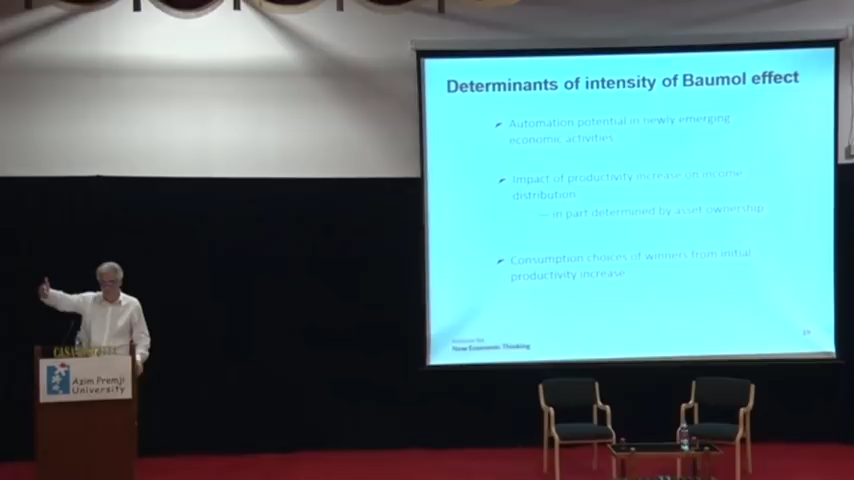 Determinants of intensity of Baumol effect
Automation potential in newly emerging
economic activities
Impact of productivity increase on income
distribution
— in part determined by asset ownership
Consumption choices of winners from initial
productivity increase
New Economic Thinking
Azim Premji
University